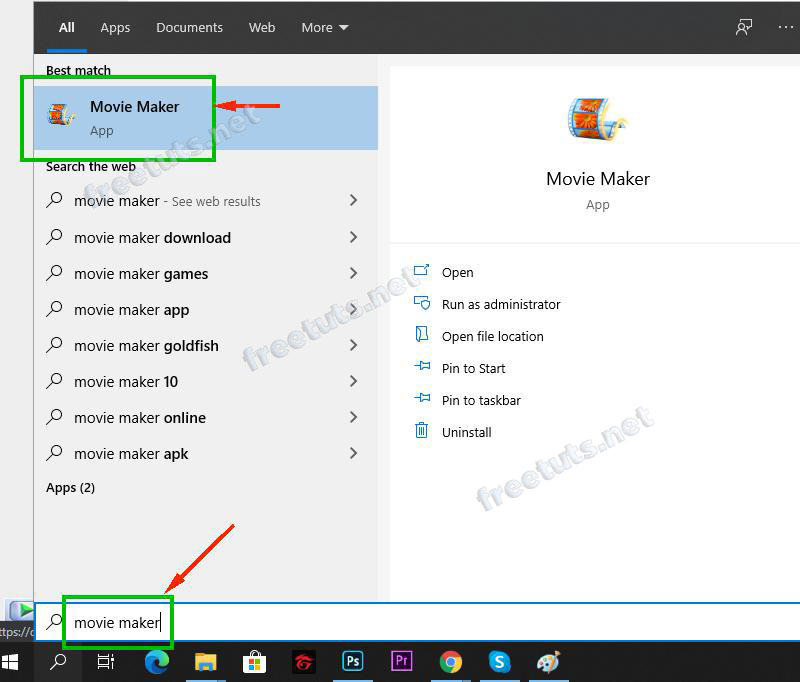 All Apps Documents Web More
Best match
Movie Maker
App
Search the web
movie maker - See web results
movie maker download
movie maker games
movie maker app
movie maker goldfish
movie maker 10
movie maker online
movie maker apk
Apps (2)
movie maker
Movie Maker
App
Open
Run as administrator
Open file location
Pin to Start
Pin to taskbar
Uninstall
freetuts.net
freetuts.net
freetuts.net
Ps
Pr